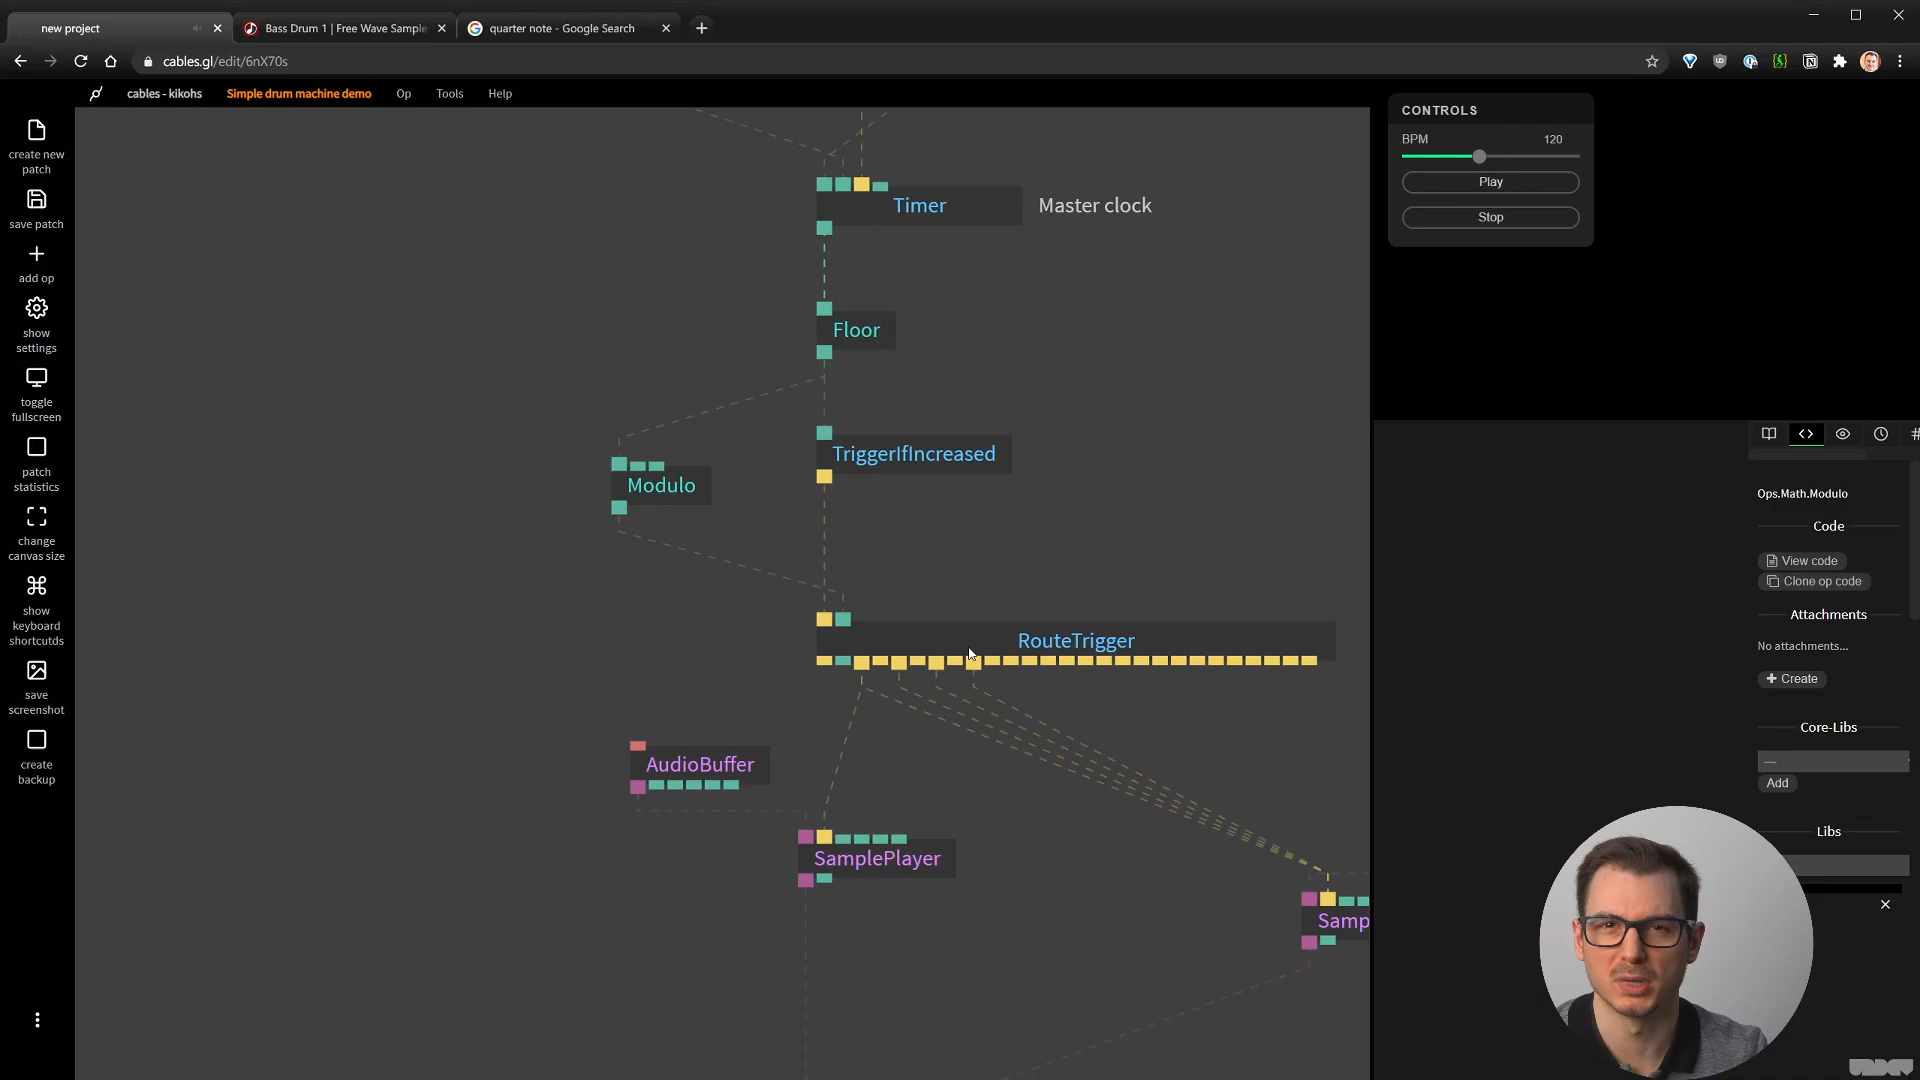 new project
Bass Drum 1 | Free Wave Sample
quarter note - Google Search
cables.gl/edit/6nX70s
cables - kikohs
Simple drum machine demo
Op
Tools
Help
create new
patch
save patch
add op
show
settings
toggle
fullscreen
patch
statistics
change
canvas size
show
keyboard
shortcutds
save
screenshot
create
backup
Timer
Master clock
Floor
TriggerIfIncreased
Modulo
RouteTrigger
AudioBuffer
SamplePlayer
Samp
CONTROLS
BPM
120
Play
Stop
Ops.Math.Modulo
Code
View code
Clone op code
Attachments
No attachments...
Create
Core-Libs
---
Add
Libs